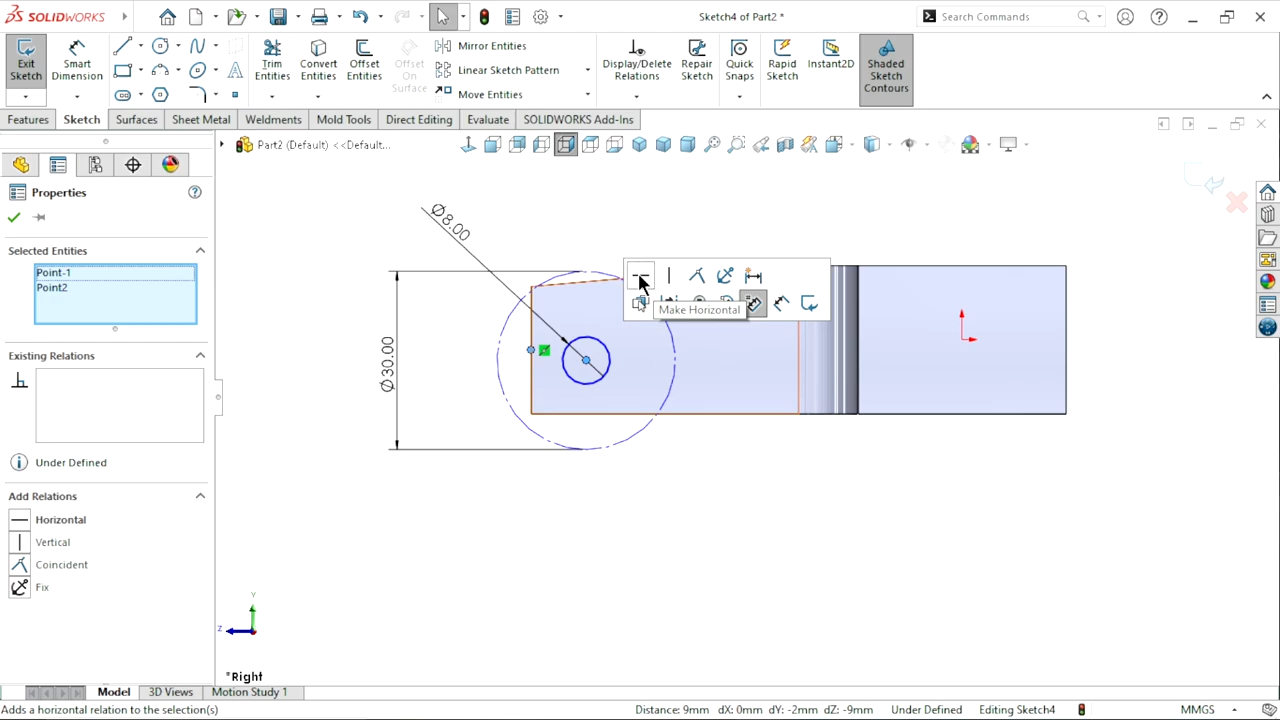 SOLIDWORKS
Sketch4 of Part2 *
Search Commands
Exit Sketch
Smart Dimension
Trim Entities
Convert Entities
Offset Entities
Offset On Surface
Mirror Entities
Linear Sketch Pattern
Move Entities
Display/Delete Relations
Repair Sketch
Quick Snaps
Rapid Sketch
Instant2D
Shaded Sketch Contours
Features
Sketch
Surfaces
Sheet Metal
Weldments
Mold Tools
Direct Editing
Evaluate
SOLIDWORKS Add-Ins
Part2 (Default) <<Default...
Properties
Selected Entities
Point-1
Point2
Existing Relations
Under Defined
Add Relations
Horizontal
Vertical
Coincident
Fix
Ø8.00
Ø30.00
Make Horizontal
Y
Z
*Right
Model
3D Views
Motion Study 1
Adds a horizontal relation to the selection(s)
Distance: 9mm dX: 0mm dY: -2mm dZ: -9mm
Under Defined
Editing Sketch4
MMGS